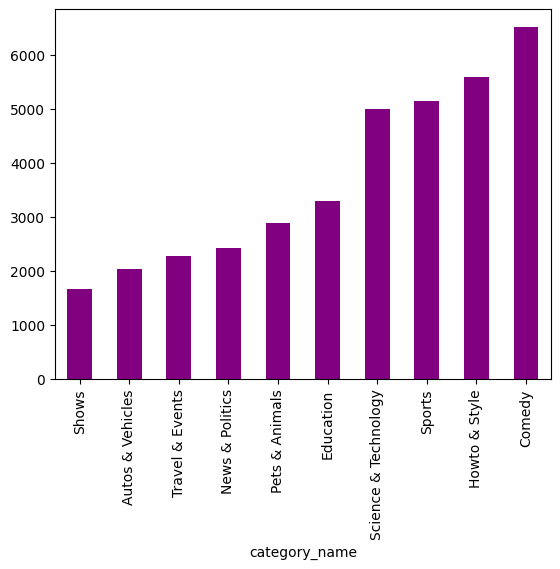 6000
5000
4000
3000
2000
1000
0
Shows
Autos & Vehicles
Travel & Events
News & Politics
Pets & Animals
Education
Science & Technology
Sports
Howto & Style
Comedy
category_name